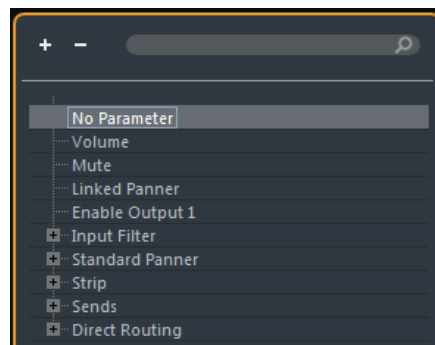 No Parameter
Volume
Mute
Linked Panner
Enable Output 1
Input Filter
Standard Panner
Strip
Sends
Direct Routing